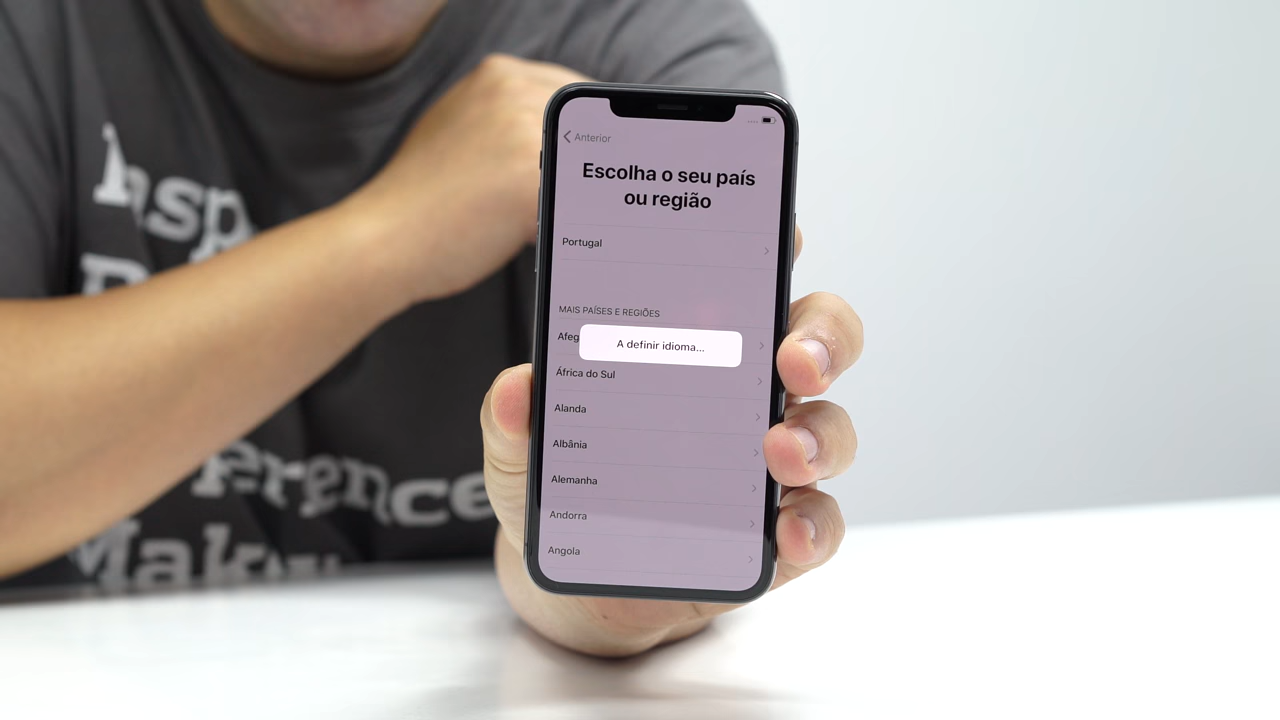 Anterior
Escolha o seu país
ou região
Portugal
MAIS PAÍSES E REGIÕES
A definir idioma...
África do Sul
Alanda
Albânia
Alemanha
Andorra
Angola